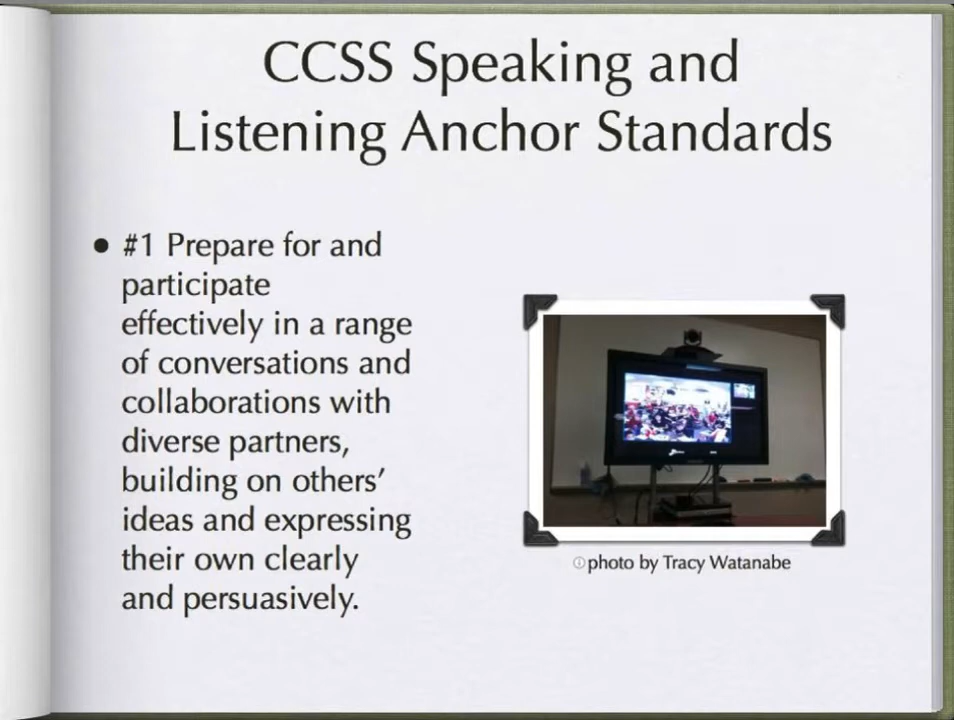 CCSS Speaking and
Listening Anchor Standards
• #1 Prepare for and
participate
effectively in a range
of conversations and
collaborations with
diverse partners,
building on others’
ideas and expressing
their own clearly
and persuasively.
photo by Tracy Watanabe